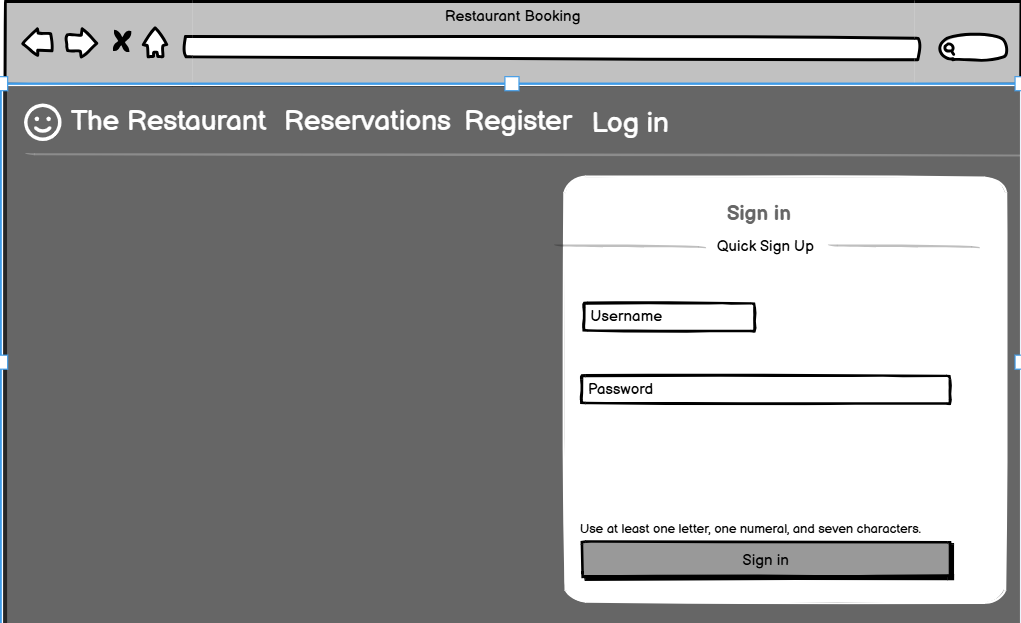 Restaurant Booking
The Restaurant Reservations Register Log in
Sign in
Quick Sign Up
Username
Password
Use at least one letter, one numeral, and seven characters.
Sign in